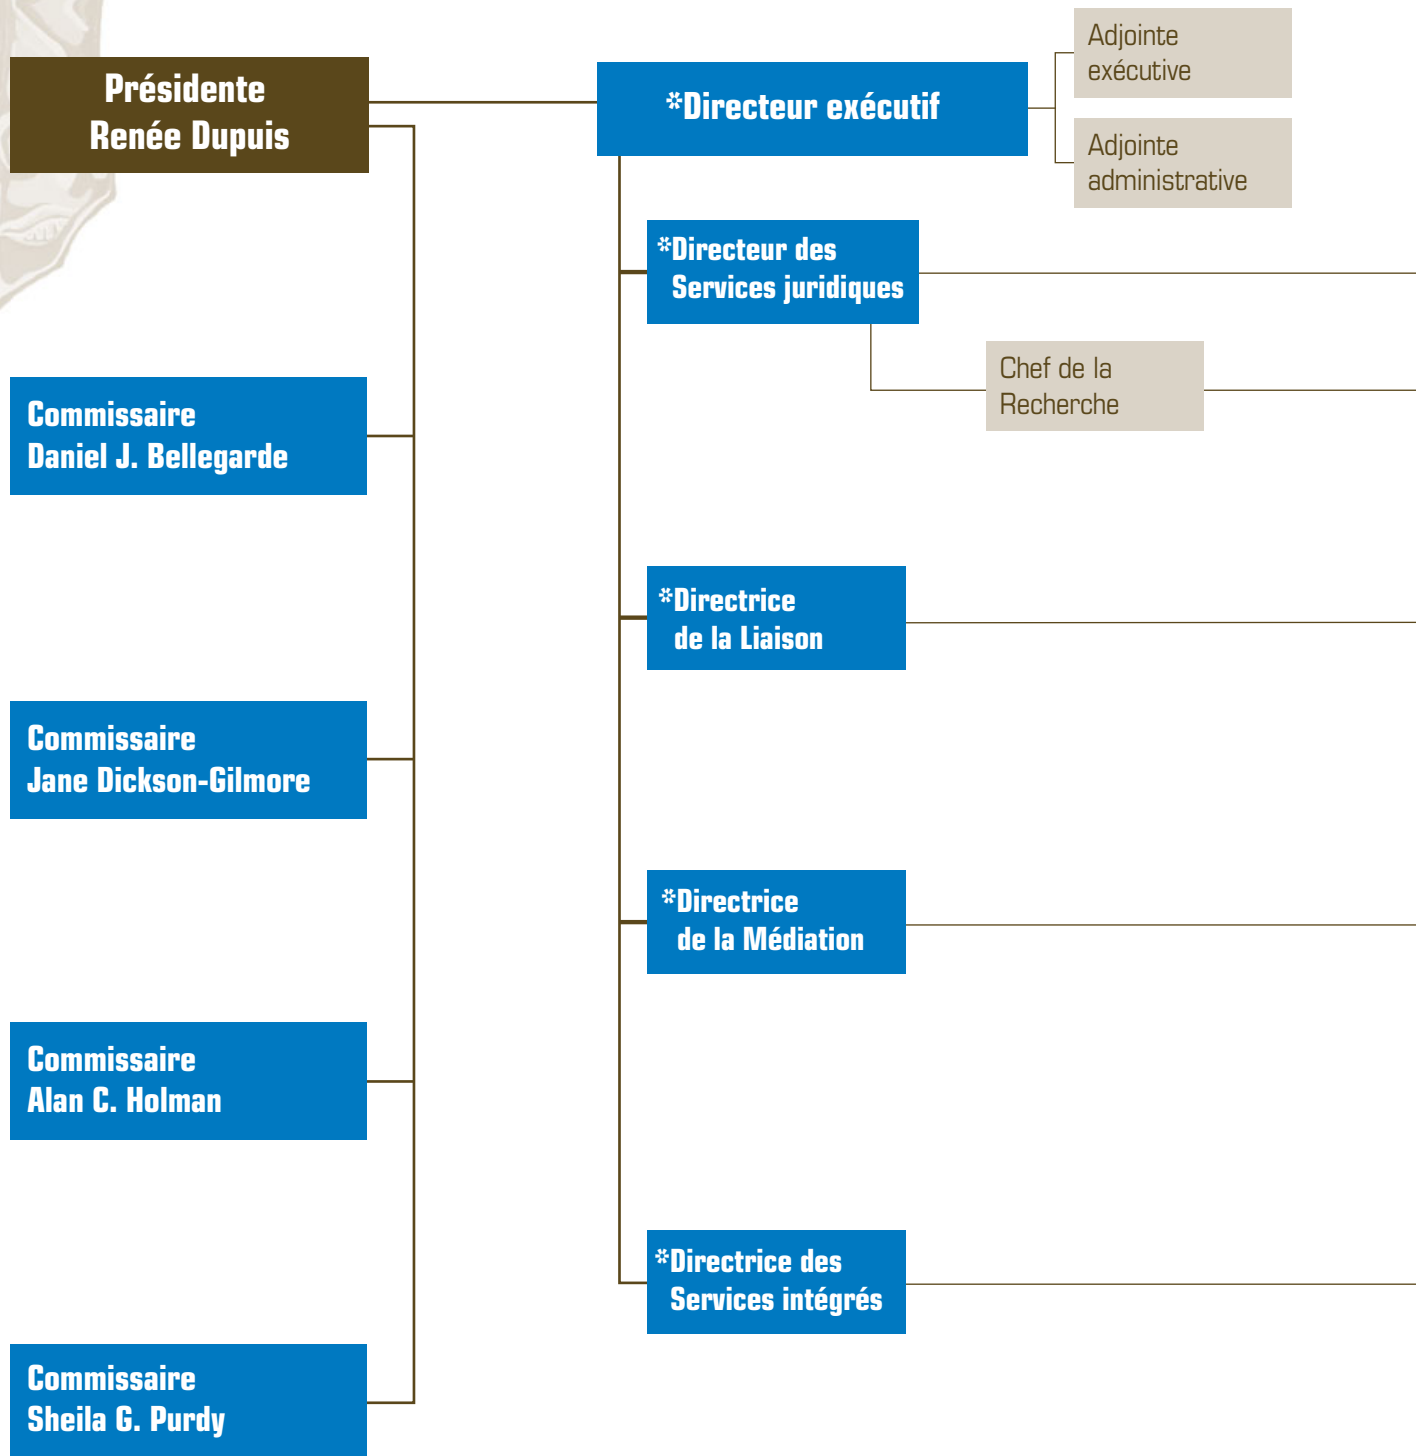 Présidente
Renée Dupuis
*Directeur exécutif
Adjointe
exécutive
Adjointe
administrative
*Directeur des
Services juridiques
Chef de la
Recherche
Commissaire
Daniel J. Bellegarde
*Directrice
de la Liaison
Commissaire
Jane Dickson-Gilmore
*Directrice
de la Médiation
Commissaire
Alan C. Holman
*Directrice des
Services intégrés
Commissaire
Sheila G. Purdy